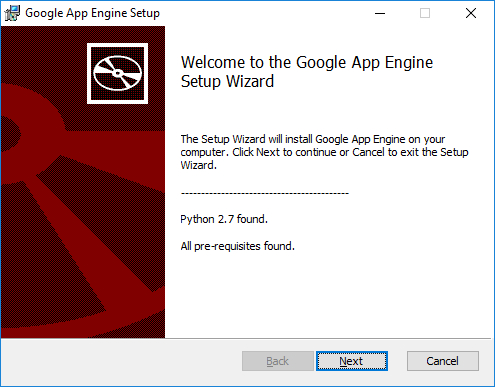 Google App Engine Setup
Welcome to the Google App Engine
Setup Wizard
The Setup Wizard will install Google App Engine on your
computer. Click Next to continue or Cancel to exit the Setup
Wizard.
------------------------------------------
Python 2.7 found.
All pre-requisites found.
Back Next Cancel